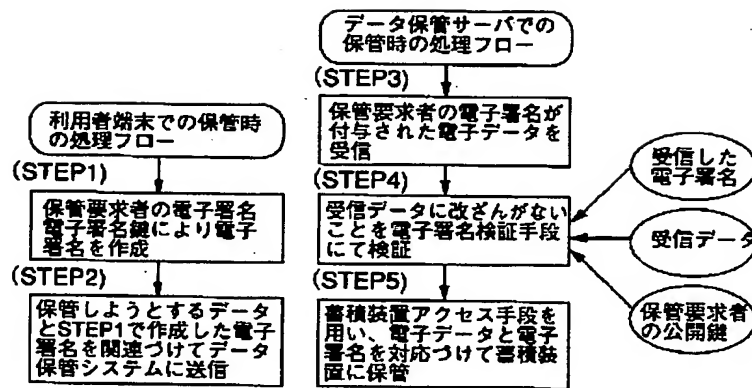 利用者端末での保管時
の処理フロー
(STEP1)
保管要求者の電子署名
電子署名鍵により電子
署名を作成
(STEP2)
保管しようとするデータ
とSTEP1で作成した電子
署名を関連づけてデータ
保管システムに送信
データ保管サーバでの
保管時の処理フロー
(STEP3)
保管要求者の電子署名が
付与された電子データを
受信
(STEP4)
受信データに改ざんがない
ことを電子署名検証手段
にて検証
(STEP5)
蓄積装置アクセス手段を
用い、電子データと電子
署名を対応づけて蓄積装
置に保管
受信した
電子署名
受信データ
保管要求者
の公開鍵